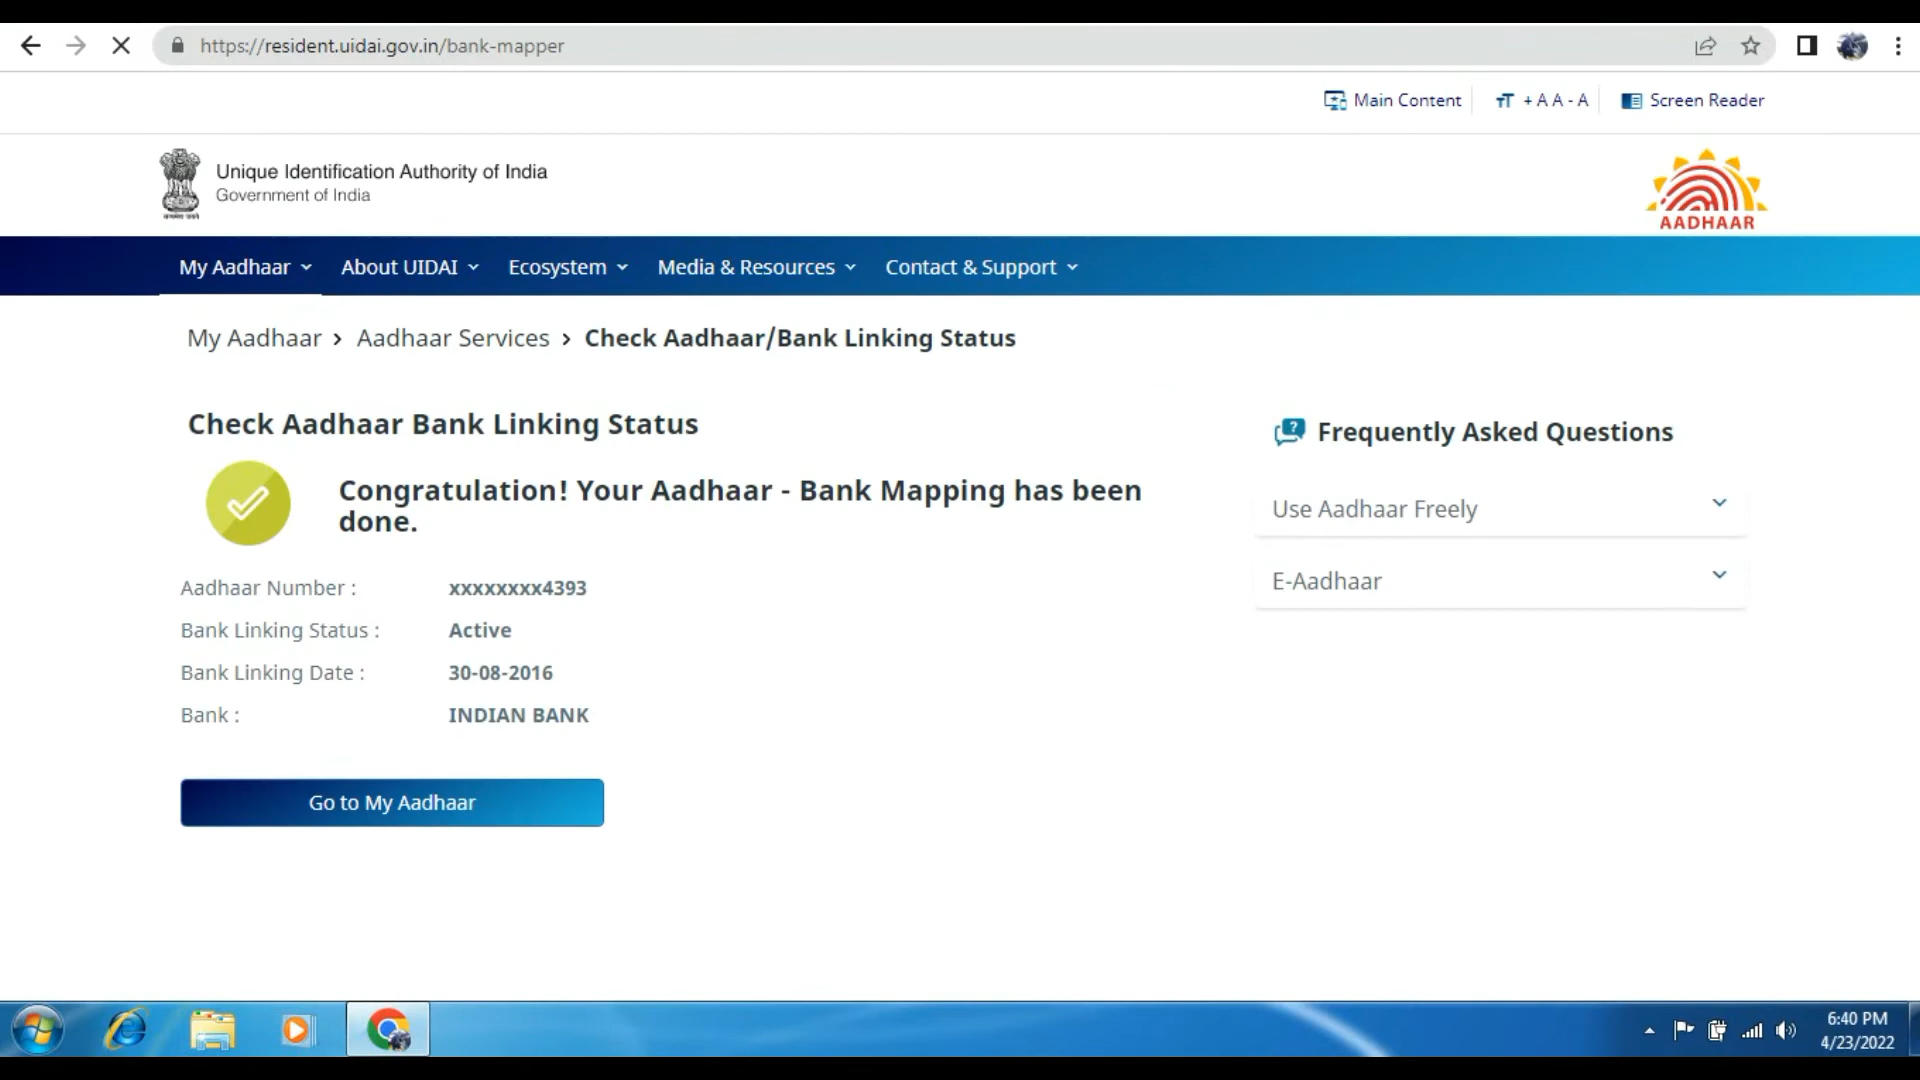 https://resident.uidai.gov.in/bank-mapper
Main Content
TT + A A - A
Screen Reader
Unique Identification Authority of India
Government of India
AADHAAR
My Aadhaar
About UIDAI
Ecosystem
Media & Resources
Contact & Support
My Aadhaar > Aadhaar Services > Check Aadhaar/Bank Linking Status
Check Aadhaar Bank Linking Status
Congratulation! Your Aadhaar - Bank Mapping has been
done.
Aadhaar Number : xxxxxxxx4393
Bank Linking Status : Active
Bank Linking Date : 30-08-2016
Bank : INDIAN BANK
Go to My Aadhaar
Frequently Asked Questions
Use Aadhaar Freely
E-Aadhaar
6:40 PM
4/23/2022